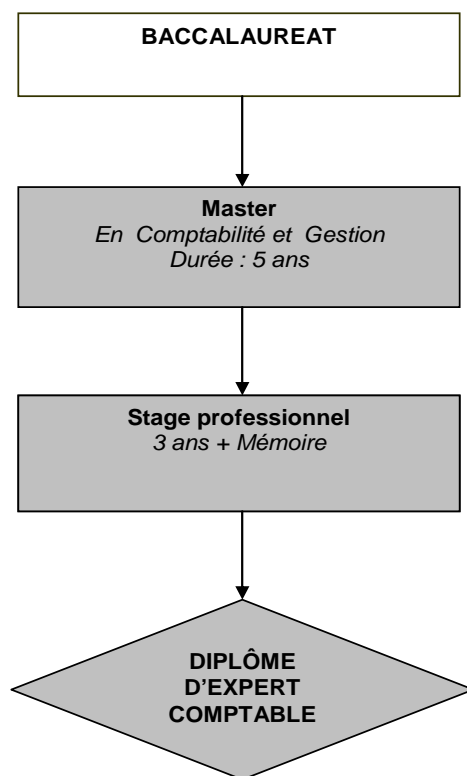 BACCALAUREAT
Master
En Comptabilité et Gestion
Durée : 5 ans
Stage professionnel
3 ans + Mémoire
DIPLÔME
D'EXPERT
COMPTABLE